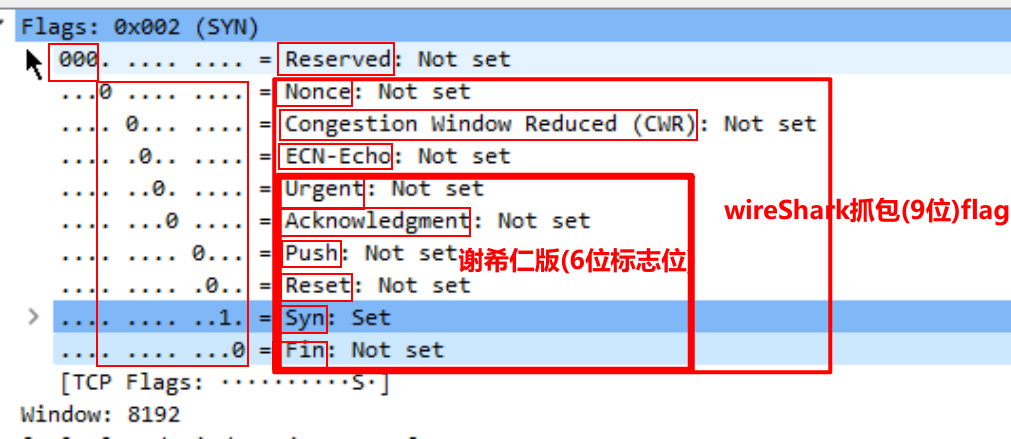 Flags: 0x002 (SYN)
000. .... .... = Reserved: Not set
...0 .... .... = Nonce: Not set
.... 0... .... = Congestion Window Reduced (CWR): Not set
.... .0.. .... = ECN-Echo: Not set
.... ..0. .... = Urgent: Not set
.... ...0 .... = Acknowledgment: Not set
.... .... 0... = Push: Not set
.... .... .0.. = Reset: Not set
.... .... ..1. = Syn: Set
.... .... ...0 = Fin: Not set
[TCP Flags: ··········S·]
Window: 8192
wireShark抓包(9位)flag
谢希仁版(6位标志位)